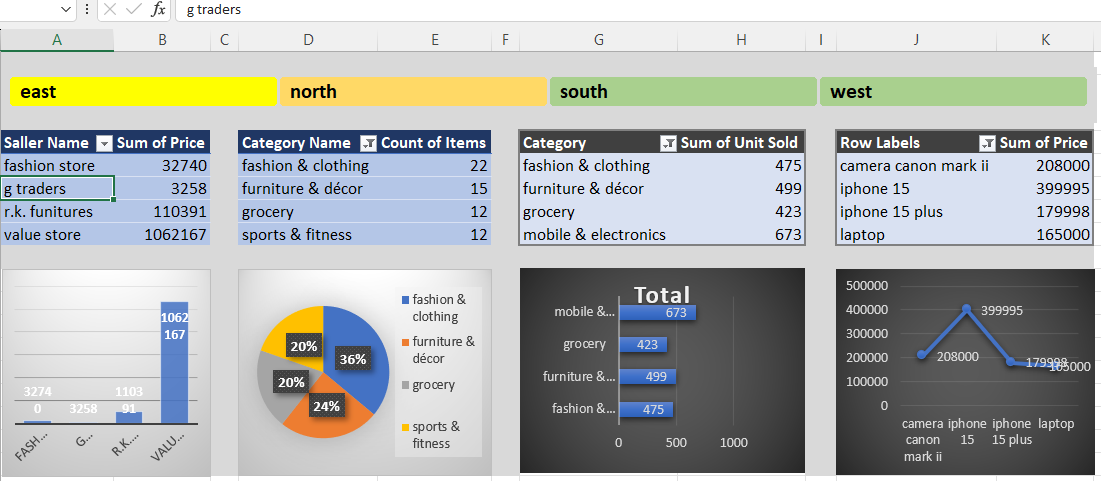 fx g traders
A B C D E F G H I J K
east north south west
Saller Name Sum of Price
fashion store 32740
g traders 3258
r.k. funitures 110391
value store 1062167
Category Name Count of Items
fashion & clothing 22
furniture & décor 15
grocery 12
sports & fitness 12
Category Sum of Unit Sold
fashion & clothing 475
furniture & décor 499
grocery 423
mobile & electronics 673
Row Labels Sum of Price
camera canon mark ii 208000
iphone 15 399995
iphone 15 plus 179998
laptop 165000
1062
167
3274
0
3258
1103
91
FASH...
G...
R.K....
VALU...
36%
24%
20%
20%
fashion &
clothing
furniture &
décor
grocery
sports &
fitness
Total
mobile &... 673
grocery 423
furniture &... 499
fashion &... 475
0 500 1000
500000
400000
300000
200000
100000
0
208000
399995
179998
165000
camera
canon
mark ii
iphone
15
iphone
15 plus
laptop